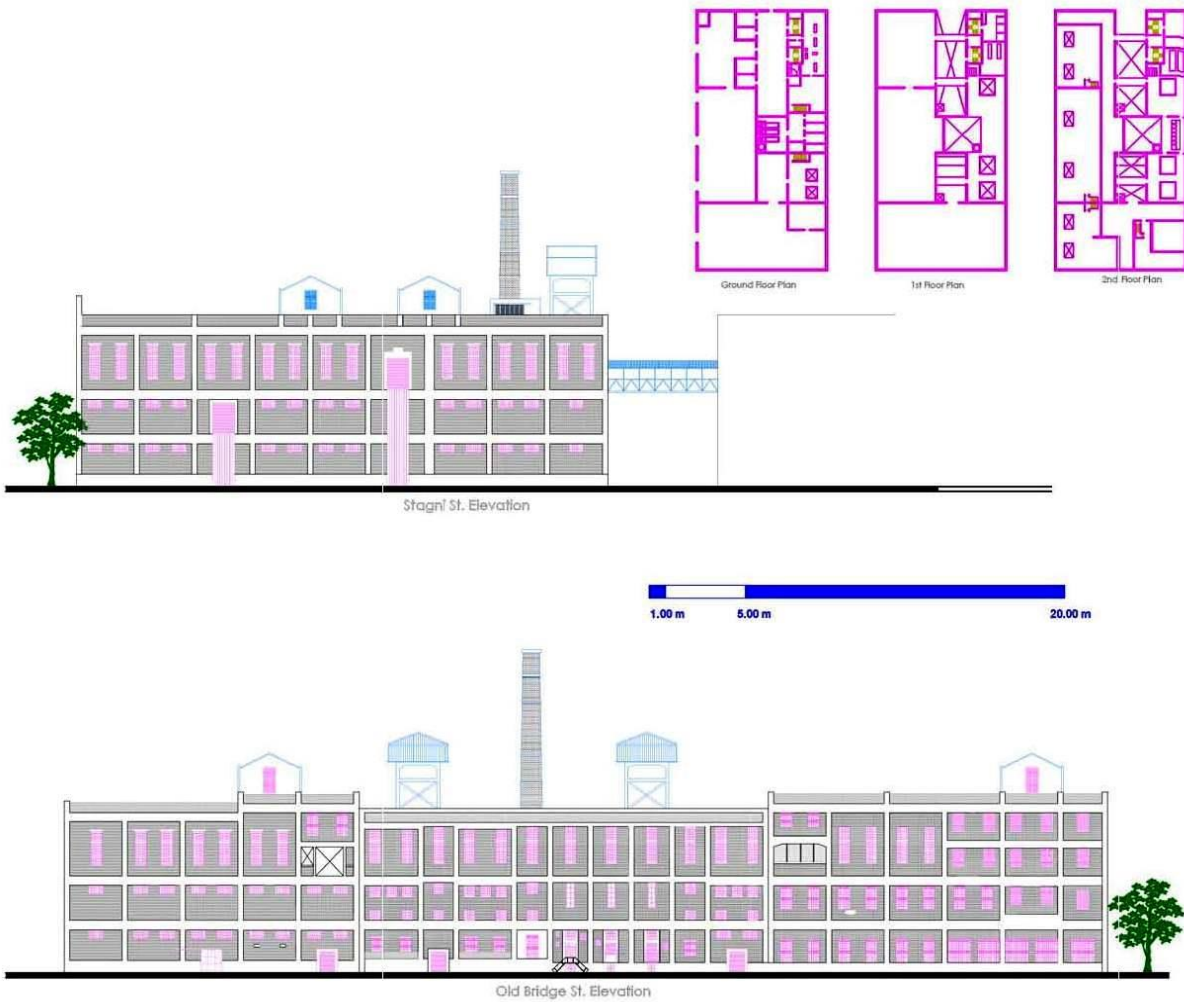 Ground Floor Plan
1st Floor Plan
2nd Floor Plan
Stagni St. Elevation
1.00 m 5.00 m 20.00 m
Old Bridge St. Elevation